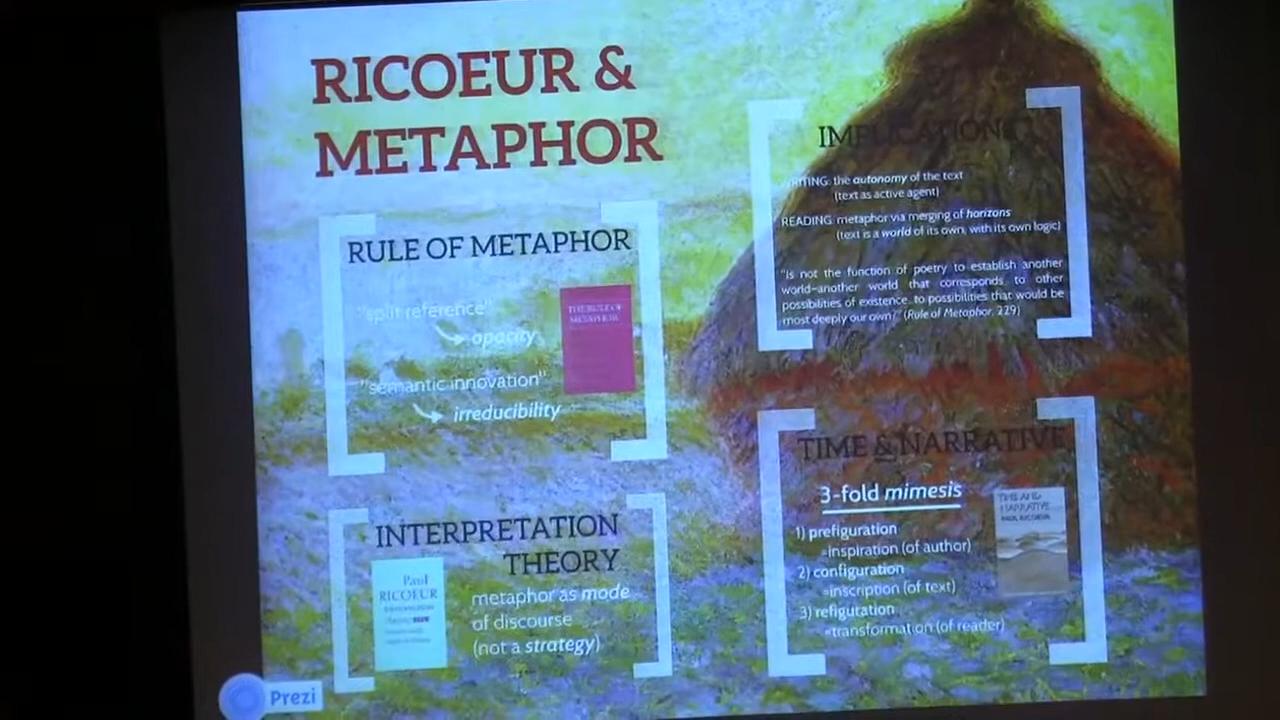 RICOEUR &
METAPHOR
RULE OF METAPHOR
"split reference"
opacity
"semantic innovation"
irreducibility
THE RULE OF
METAPHOR
INTERPRETATION
THEORY
Paul
RICOEUR
metaphor as mode
of discourse
(not a strategy)
IMPLICATIONS
WRITING: the autonomy of the text
(text as active agent)
READING: metaphor via merging of horizons
(text is a world of its own, with its own logic)
"Is not the function of poetry to establish another
world–another world that corresponds to other
possibilities of existence, to possibilities that would be
most deeply our own?" (Rule of Metaphor, 229)
TIME & NARRATIVE
3-fold mimesis
1) prefiguration
=inspiration (of author)
2) configuration
=inscription (of text)
3) refiguration
=transformation (of reader)
TIME AND
NARRATIVE
PAUL RICOEUR
Prezi